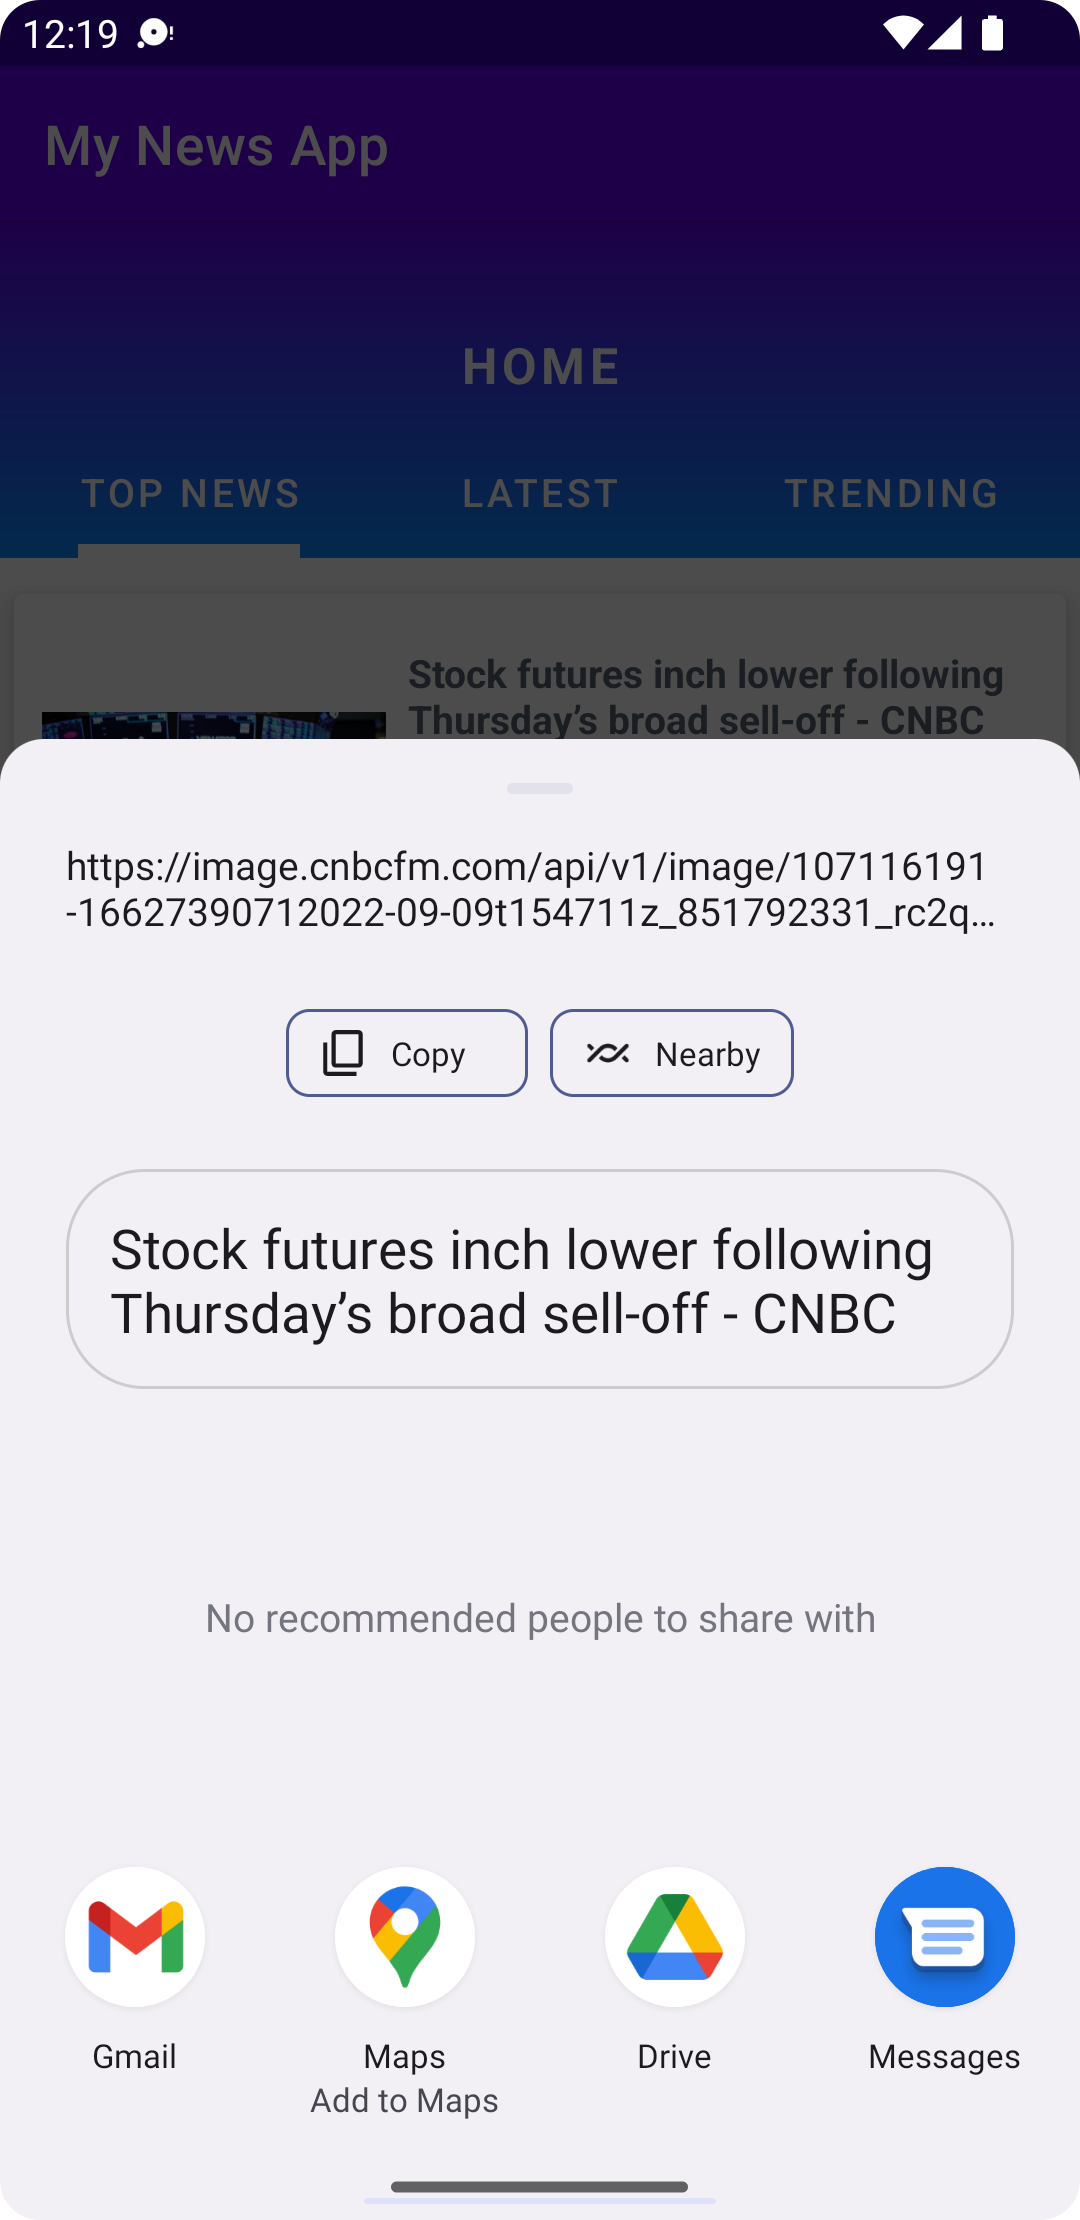 12:19
My News App
HOME
TOP NEWS LATEST TRENDING
Stock futures inch lower following
Thursday’s broad sell-off - CNBC
https://image.cnbcfm.com/api/v1/image/107116191
-16627390712022-09-09t154711z_851792331_rc2q…
Copy Nearby
Stock futures inch lower following
Thursday’s broad sell-off - CNBC
No recommended people to share with
Gmail Maps Drive Messages
Add to Maps